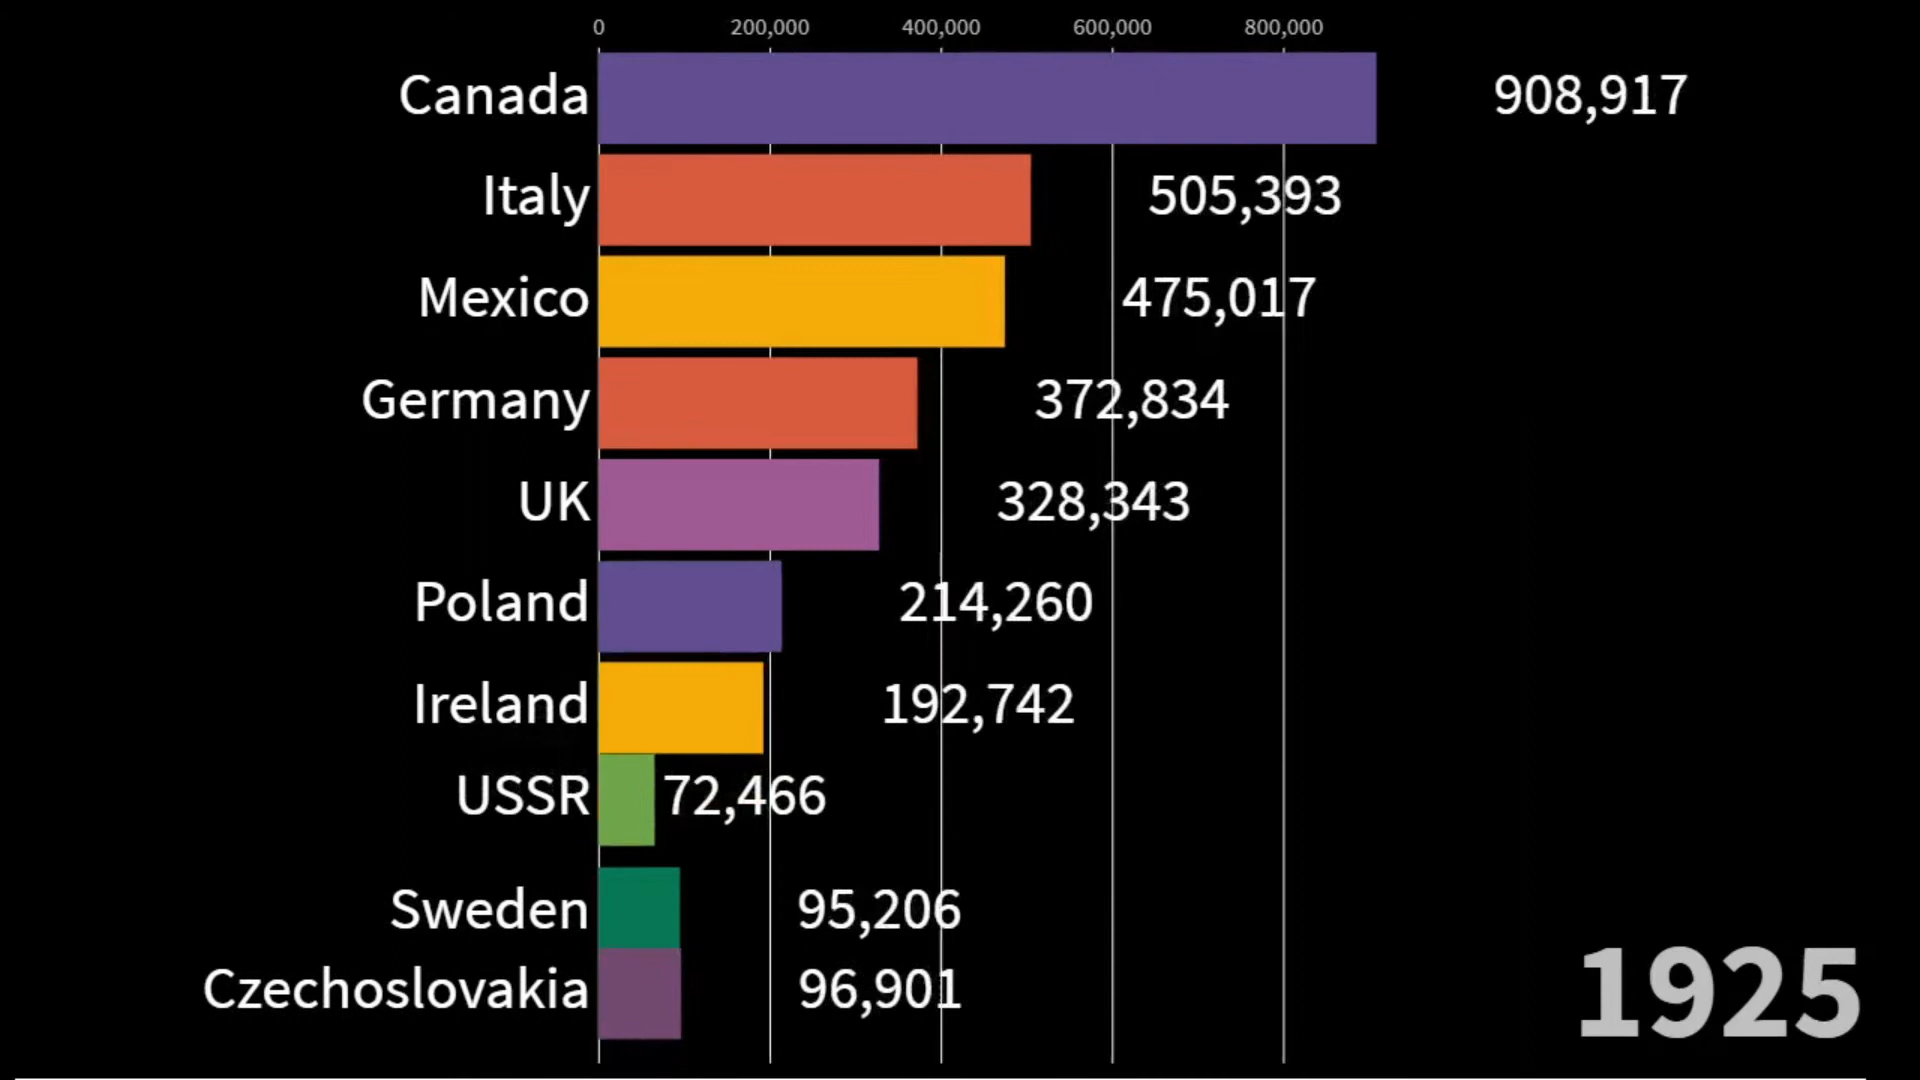 0 200,000 400,000 600,000 800,000
Canada 908,917
Italy 505,393
Mexico 475,017
Germany 372,834
UK 328,343
Poland 214,260
Ireland 192,742
USSR 72,466
Sweden 95,206
Czechoslovakia 96,901
1925